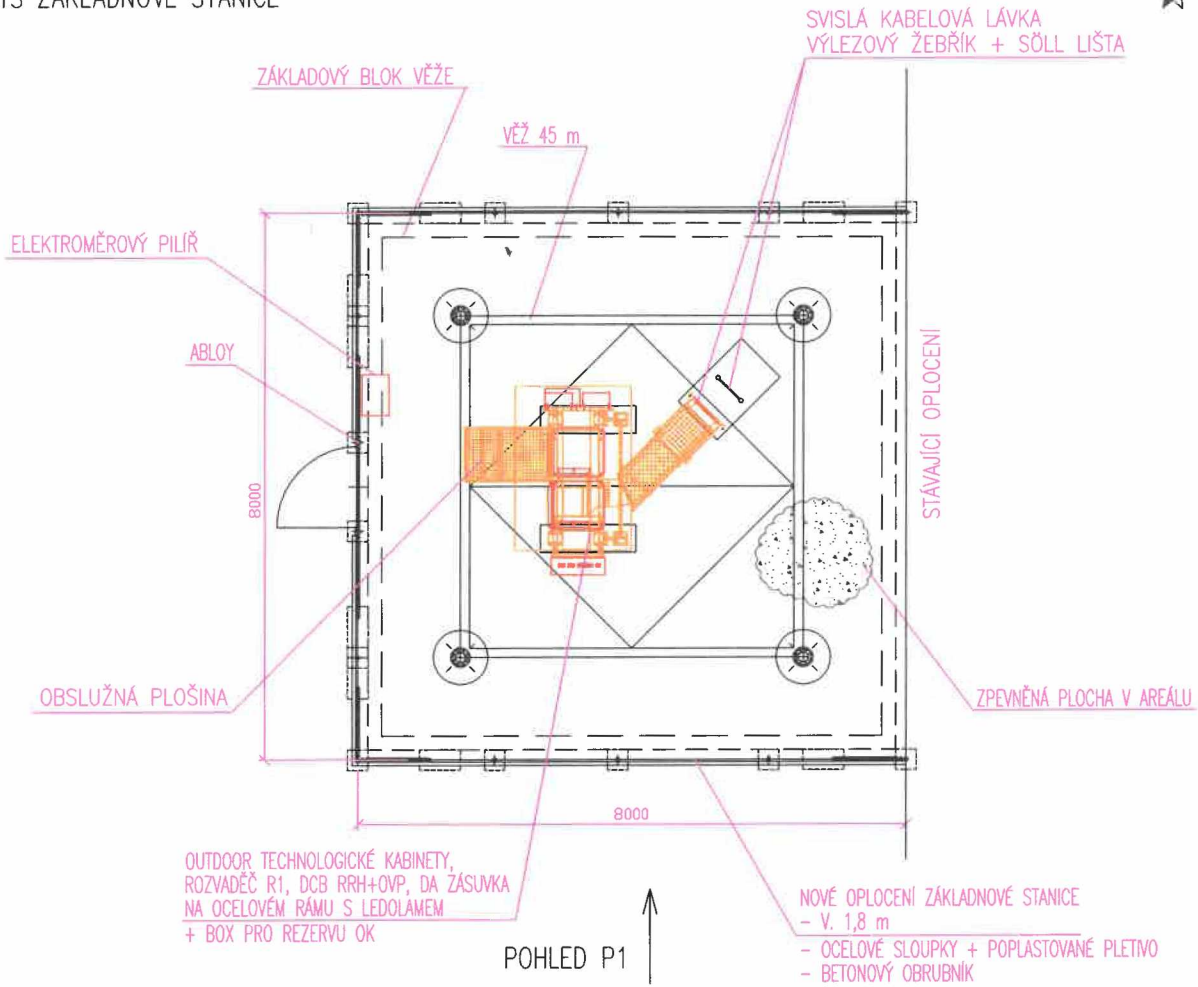 ZÁKLADNOVÉ STANICE
SVISLÁ KABELOVÁ LÁVKA
VÝLEZOVÝ ŽEBŘÍK + SÖLL LIŠTA
ZÁKLADOVÝ BLOK VĚŽE
VĚŽ 45 m
ELEKTROMĚROVÝ PILÍŘ
ABLOY
STÁVAJÍCÍ OPLOCENÍ
8000
OBSLUŽNÁ PLOŠINA
ZPEVNĚNÁ PLOCHA V AREÁLU
8000
OUTDOOR TECHNOLOGICKÉ KABINETY,
ROZVADĚČ R1, DCB RRH+OVP, DA ZÁSUVKA
NA OCELOVÉM RÁMU S LEDOLAMEM
+ BOX PRO REZERVU OK
POHLED P1
NOVÉ OPLOCENÍ ZÁKLADNOVÉ STANICE
- V. 1,8 m
- OCELOVÉ SLOUPKY + POPLASTOVANÉ PLETIVO
- BETONOVÝ OBRUBNÍK